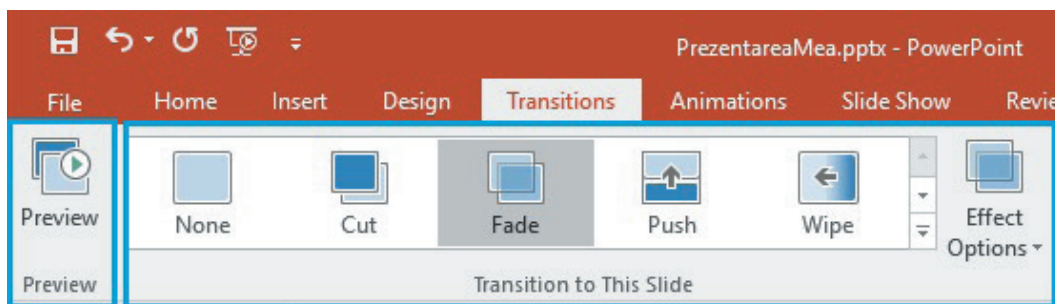 PrezentareaMea.pptx - PowerPoint
File Home Insert Design Transitions Animations Slide Show Revie
Preview None Cut Fade Push Wipe Effect Options
Preview Transition to This Slide